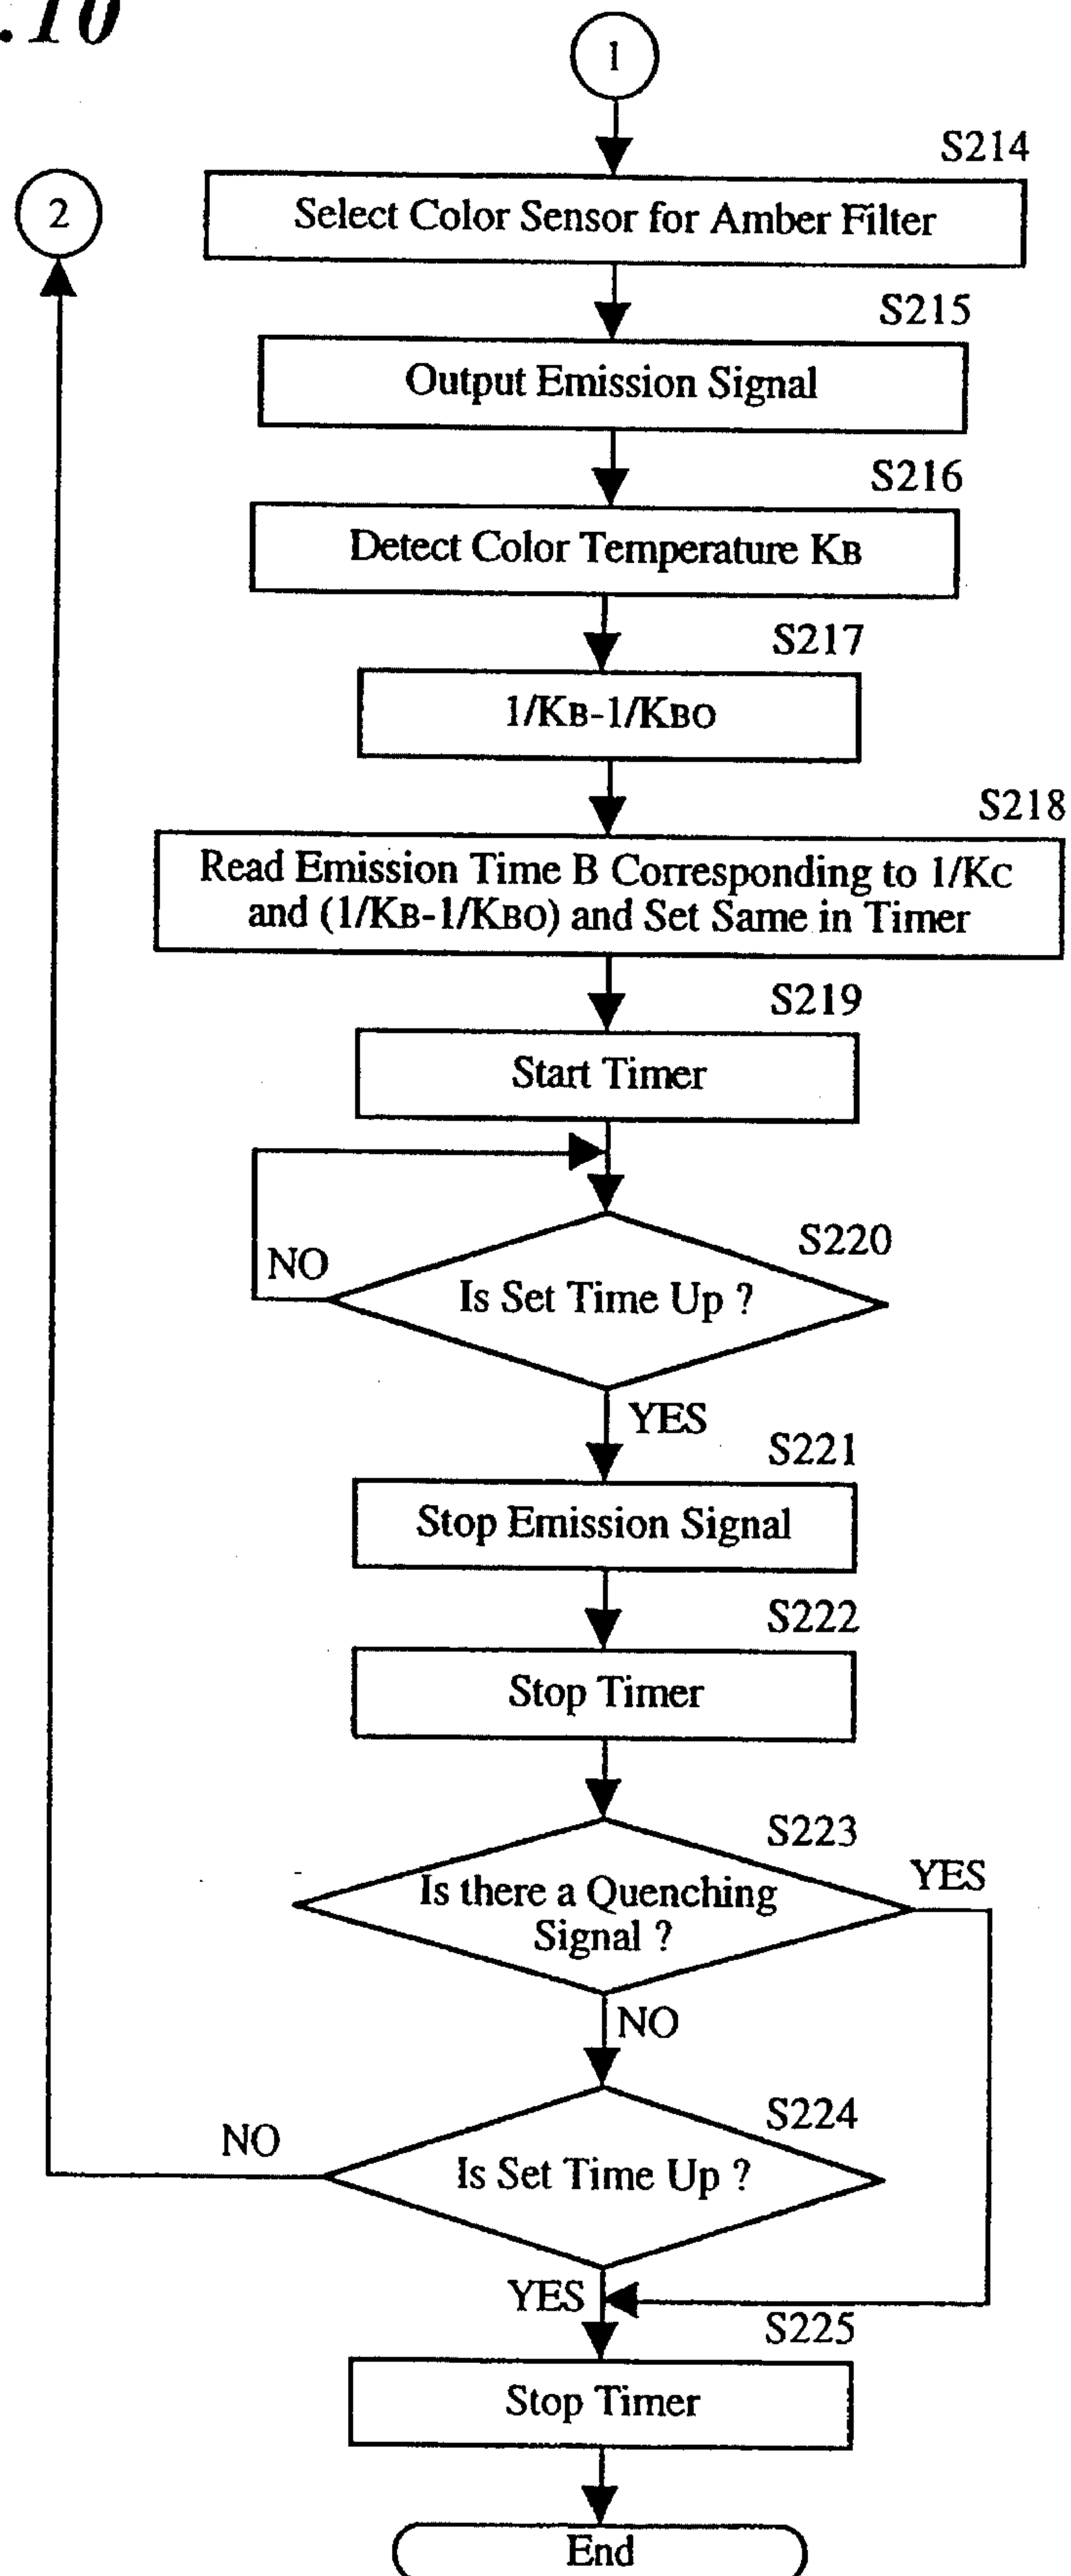 .10
1
S214
2
Select Color Sensor for Amber Filter
S215
Output Emission Signal
S216
Detect Color Temperature KB
S217
1/KB-1/KBO
S218
Read Emission Time B Corresponding to 1/KC
and (1/KB-1/KBO) and Set Same in Timer
S219
Start Timer
S220
NO
Is Set Time Up ?
YES
S221
Stop Emission Signal
S222
Stop Timer
S223
YES
Is there a Quenching
Signal ?
NO
S224
NO
Is Set Time Up ?
YES
S225
Stop Timer
End